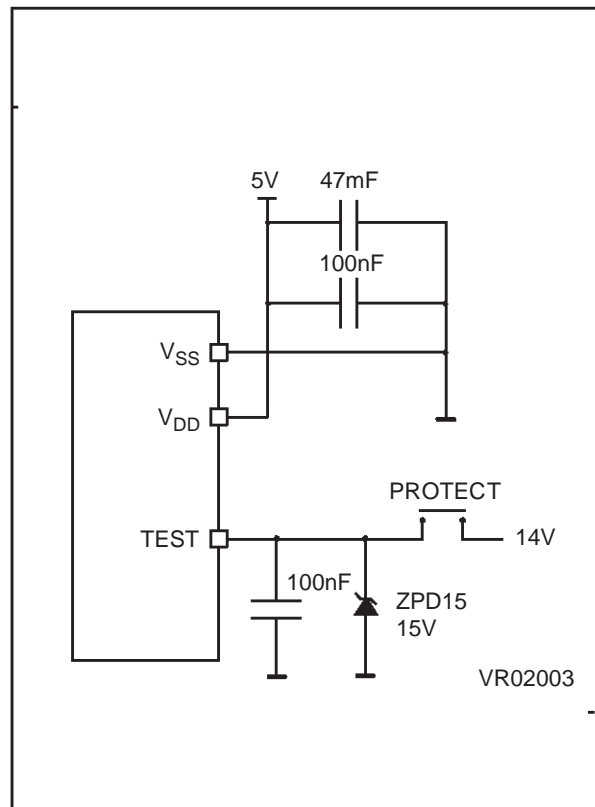 5V 47mF
100nF
VSS
VDD
PROTECT
TEST 14V
100nF ZPD15
15V
VR02003